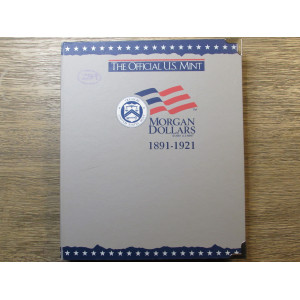 THE OFFICIAL U.S. MINT
MORGAN
DOLLARS
1891-1921